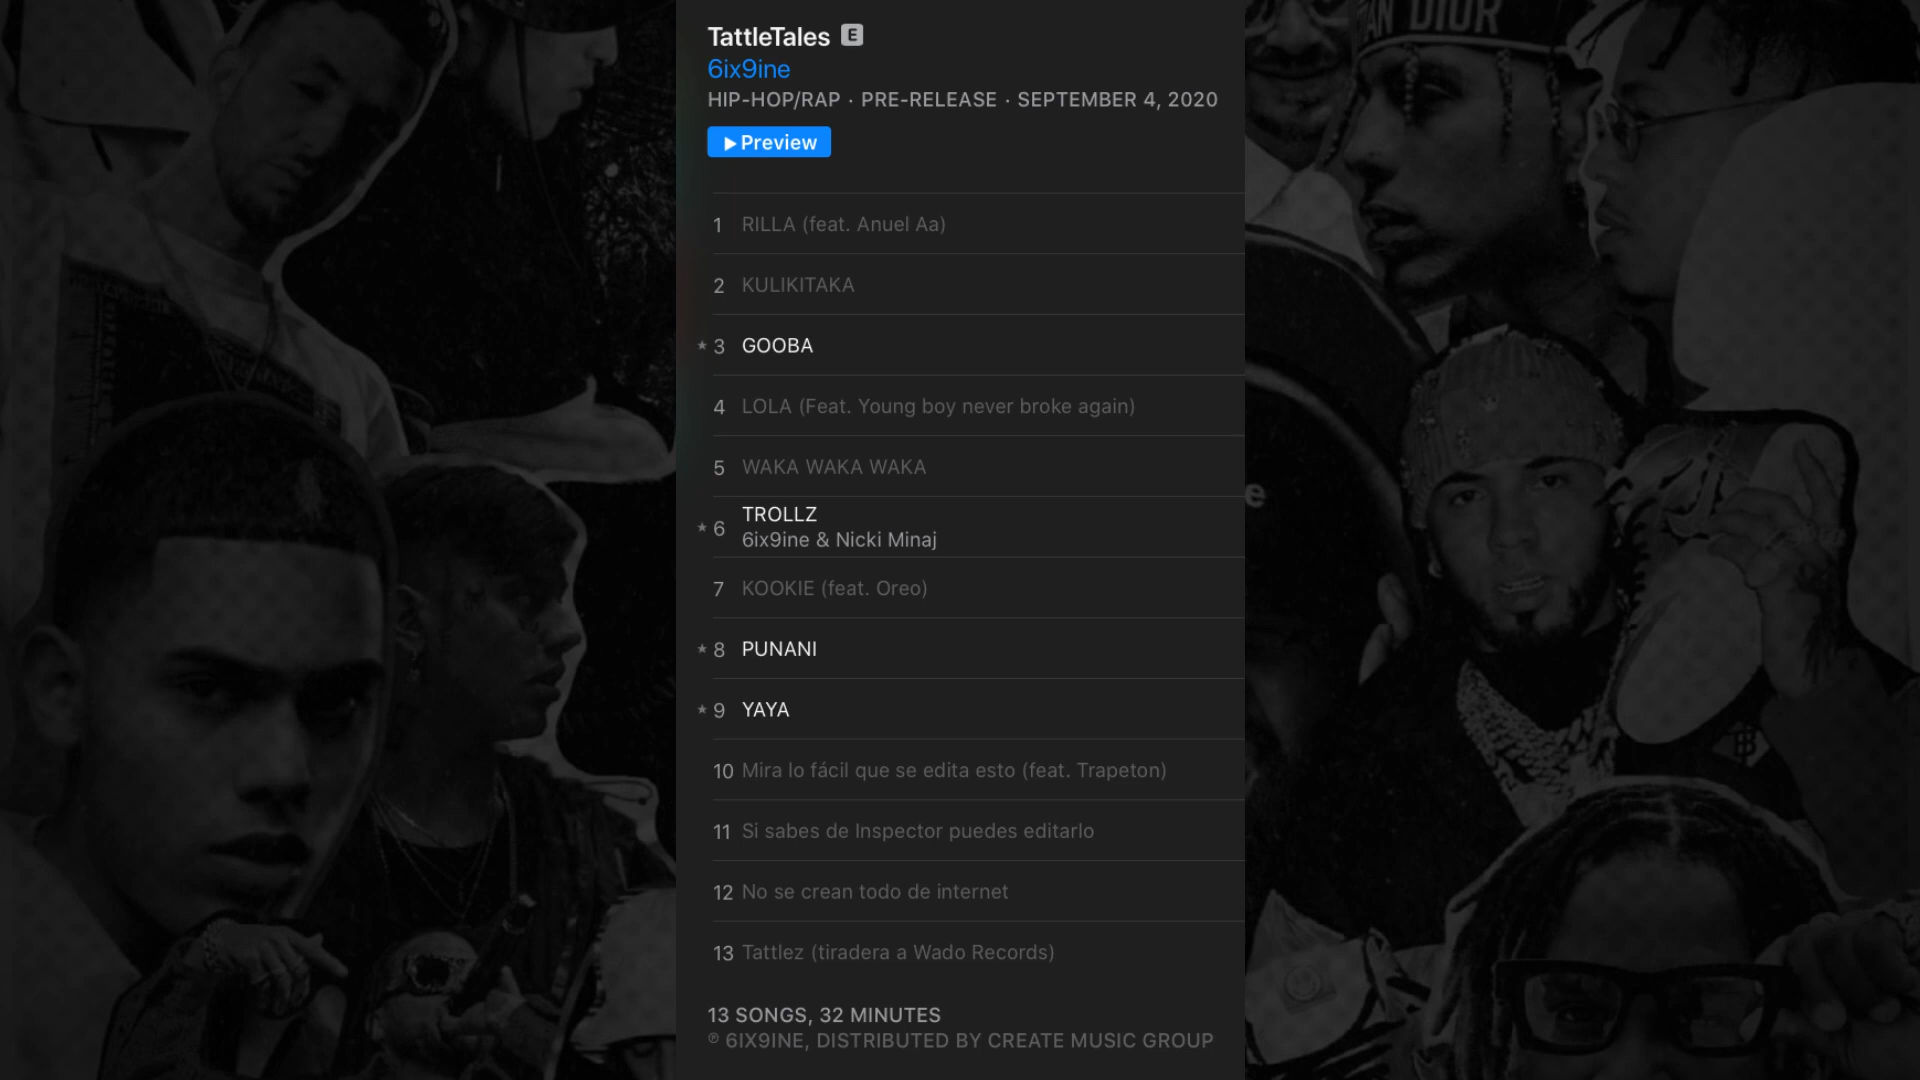 TattleTales E
6ix9ine
HIP-HOP/RAP · PRE-RELEASE · SEPTEMBER 4, 2020
Preview
1 RILLA (feat. Anuel Aa)
2 KULIKITAKA
★ 3 GOOBA
4 LOLA (Feat. Young boy never broke again)
5 WAKA WAKA WAKA
★ 6 TROLLZ
6ix9ine & Nicki Minaj
7 KOOKIE (feat. Oreo)
★ 8 PUNANI
★ 9 YAYA
10 Mira lo fácil que se edita esto (feat. Trapeton)
11 Si sabes de Inspector puedes editarlo
12 No se crean todo de internet
13 Tattlez (tiradera a Wado Records)
13 SONGS, 32 MINUTES
℗ 6IX9INE, DISTRIBUTED BY CREATE MUSIC GROUP
DIOR